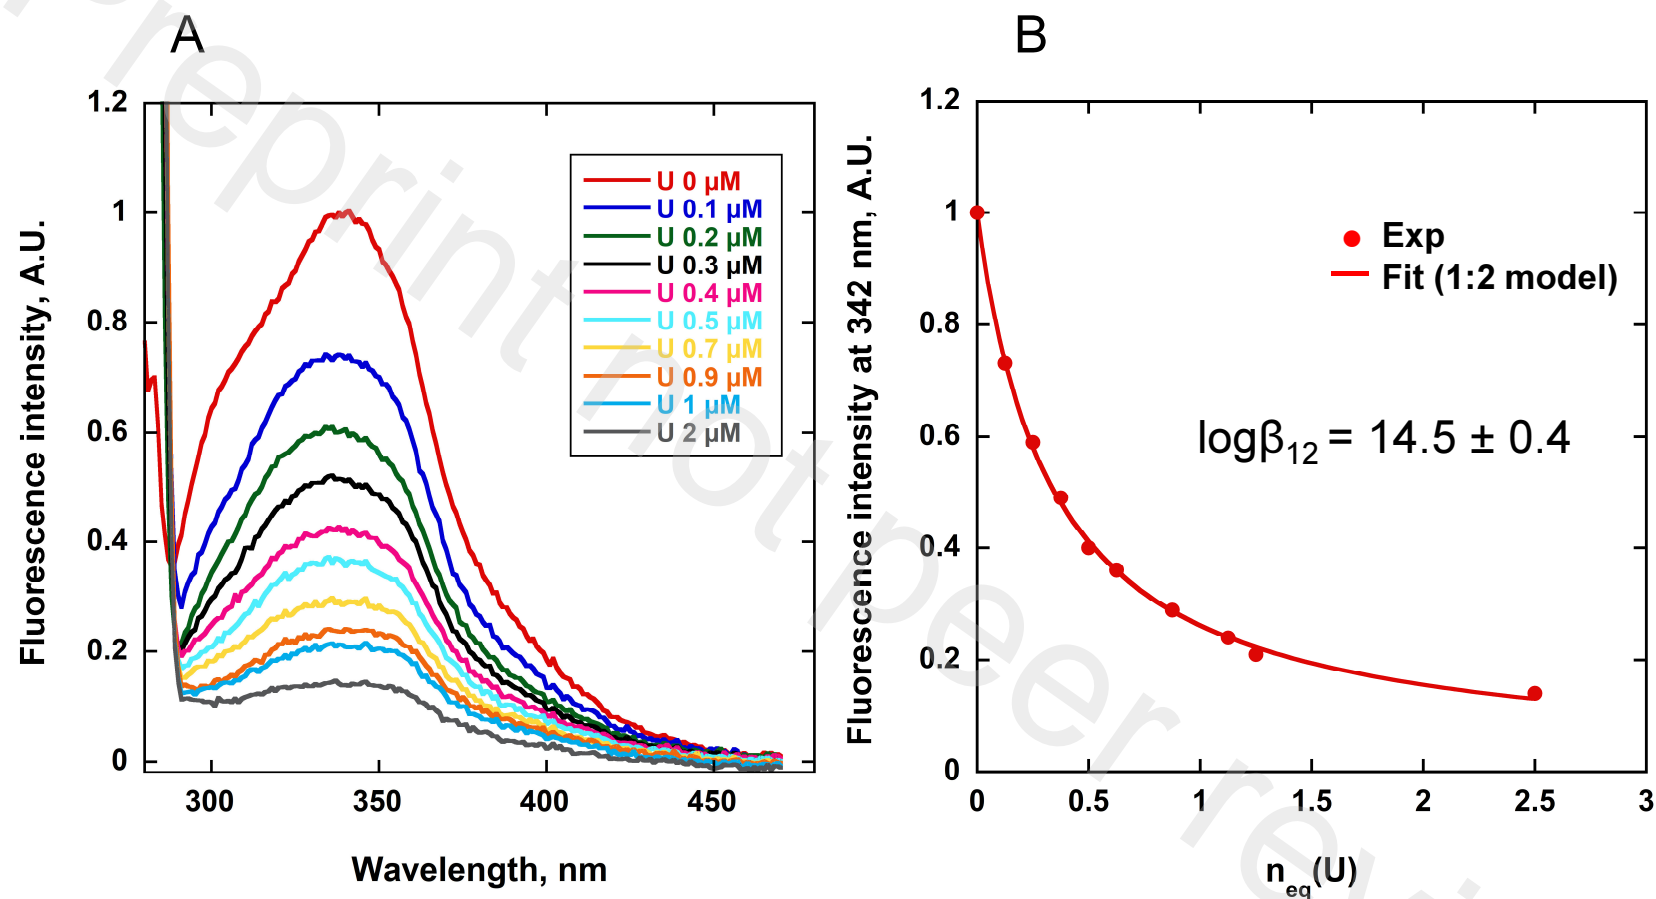 A
B
1.2
1
0.8
0.6
0.4
0.2
0
300
350
400
450
Fluorescence intensity, A.U.
Wavelength, nm
U 0 µM
U 0.1 µM
U 0.2 µM
U 0.3 µM
U 0.4 µM
U 0.5 µM
U 0.7 µM
U 0.9 µM
U 1 µM
U 2 µM
1.2
1
0.8
0.6
0.4
0.2
0
0
0.5
1
1.5
2
2.5
3
Fluorescence intensity at 342 nm, A.U.
n_eq(U)
Exp
Fit (1:2 model)
logβ₁₂ = 14.5 ± 0.4
preprint not peer revi